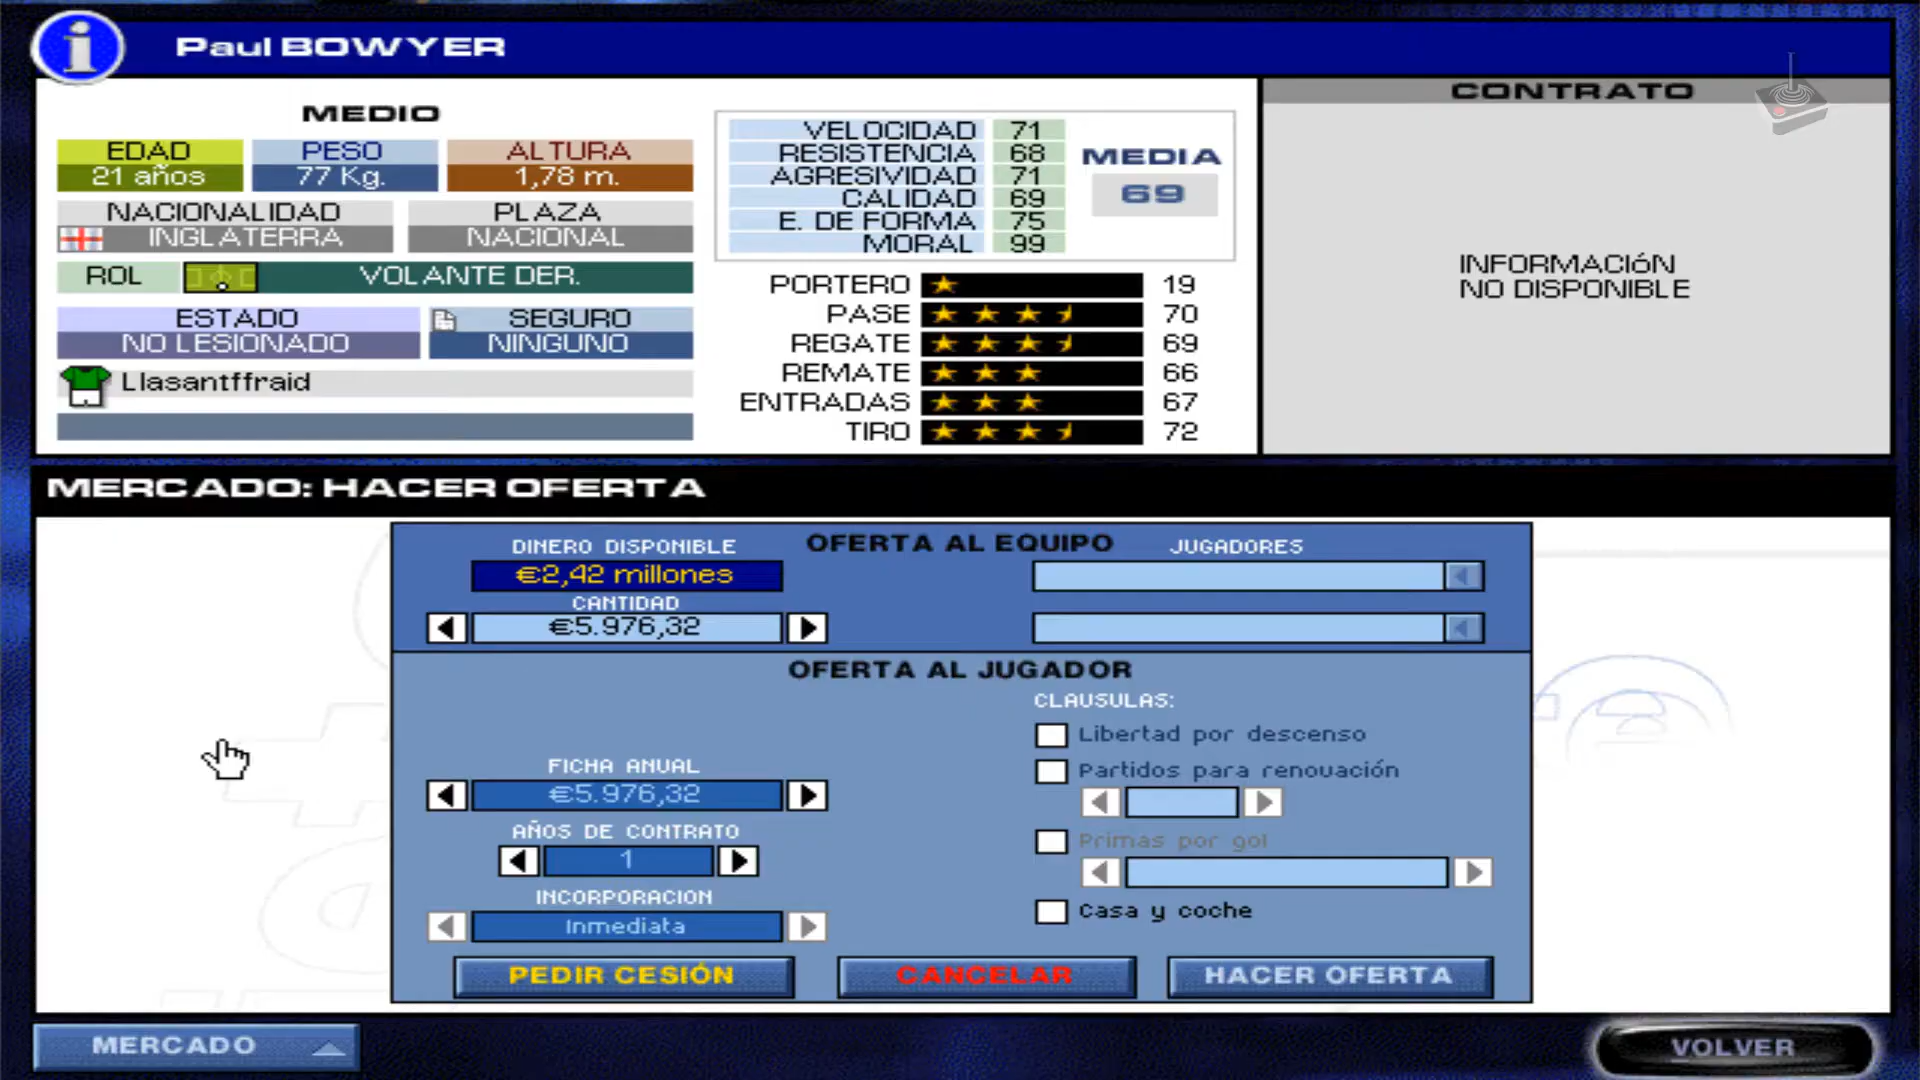 Paul BOWYER
MEDIO
EDAD
21 años
PESO
77 Kg.
ALTURA
1,78 m.
NACIONALIDAD
INGLATERRA
PLAZA
NACIONAL
ROL
VOLANTE DER.
ESTADO
NO LESIONADO
SEGURO
NINGUNO
Llasantffraid
VELOCIDAD 71
RESISTENCIA 68
AGRESIVIDAD 71
CALIDAD 69
E. DE FORMA 75
MORAL 99
MEDIA
69
PORTERO 19
PASE 70
REGATE 69
REMATE 66
ENTRADAS 67
TIRO 72
CONTRATO
INFORMACIóN
NO DISPONIBLE
MERCADO: HACER OFERTA
OFERTA AL EQUIPO
DINERO DISPONIBLE
€2,42 millones
CANTIDAD
€5.976,32
JUGADORES
OFERTA AL JUGADOR
FICHA ANUAL
€5.976,32
AÑOS DE CONTRATO
1
INCORPORACION
Inmediata
CLAUSULAS:
Libertad por descenso
Partidos para renovación
Primas por gol
Casa y coche
PEDIR CESIÓN
CANCELAR
HACER OFERTA
MERCADO
VOLVER